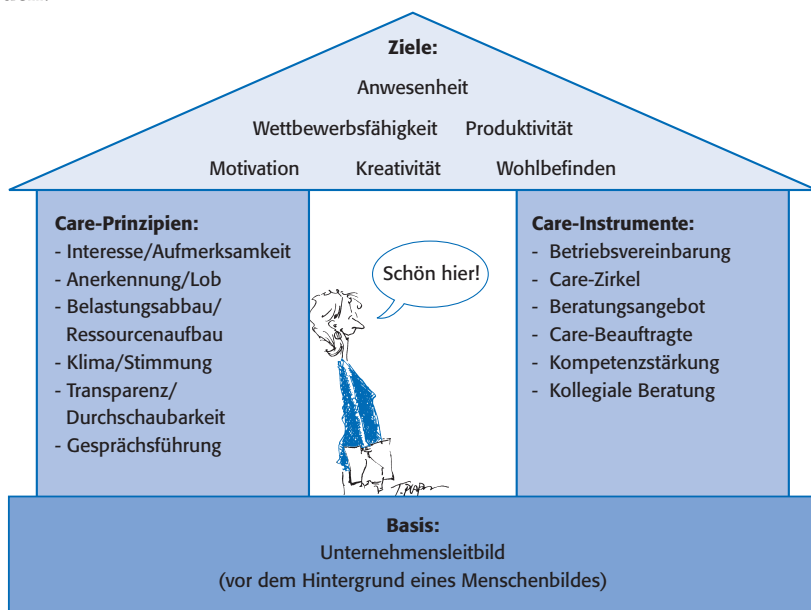 Ziele:
Anwesenheit
Wettbewerbsfähigkeit Produktivität
Motivation Kreativität Wohlbefinden
Care-Prinzipien:
- Interesse/Aufmerksamkeit
- Anerkennung/Lob
- Belastungsabbau/
Ressourcenaufbau
- Klima/Stimmung
- Transparenz/
Durchschaubarkeit
- Gesprächsführung
Schön hier!
Care-Instrumente:
- Betriebsvereinbarung
- Care-Zirkel
- Beratungsangebot
- Care-Beauftragte
- Kompetenzstärkung
- Kollegiale Beratung
Basis:
Unternehmensleitbild
(vor dem Hintergrund eines Menschenbildes)